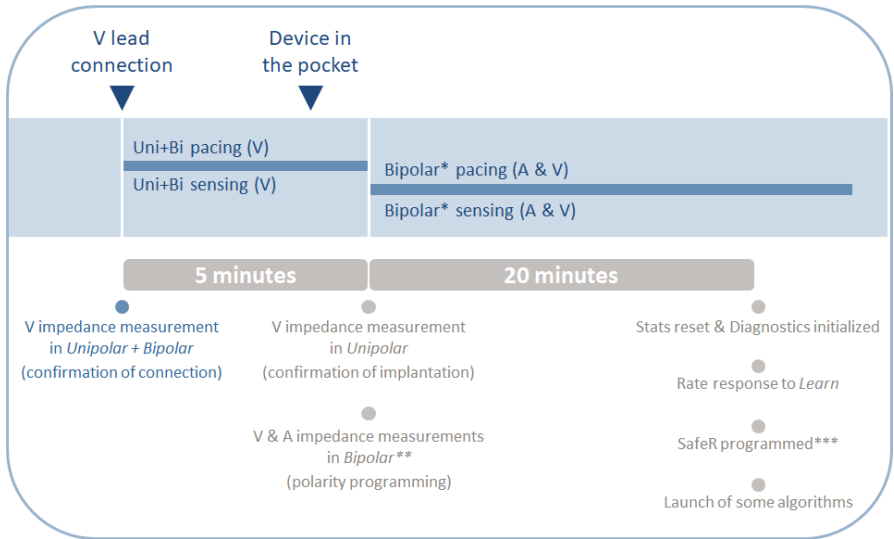 V lead
connection
Device in
the pocket
Uni+Bi pacing (V)
Uni+Bi sensing (V)
Bipolar* pacing (A & V)
Bipolar* sensing (A & V)
5 minutes
20 minutes
V impedance measurement
in Unipolar + Bipolar
(confirmation of connection)
V impedance measurement
in Unipolar
(confirmation of implantation)
V & A impedance measurements
in Bipolar**
(polarity programming)
Stats reset & Diagnostics initialized
Rate response to Learn
SafeR programmed***
Launch of some algorithms